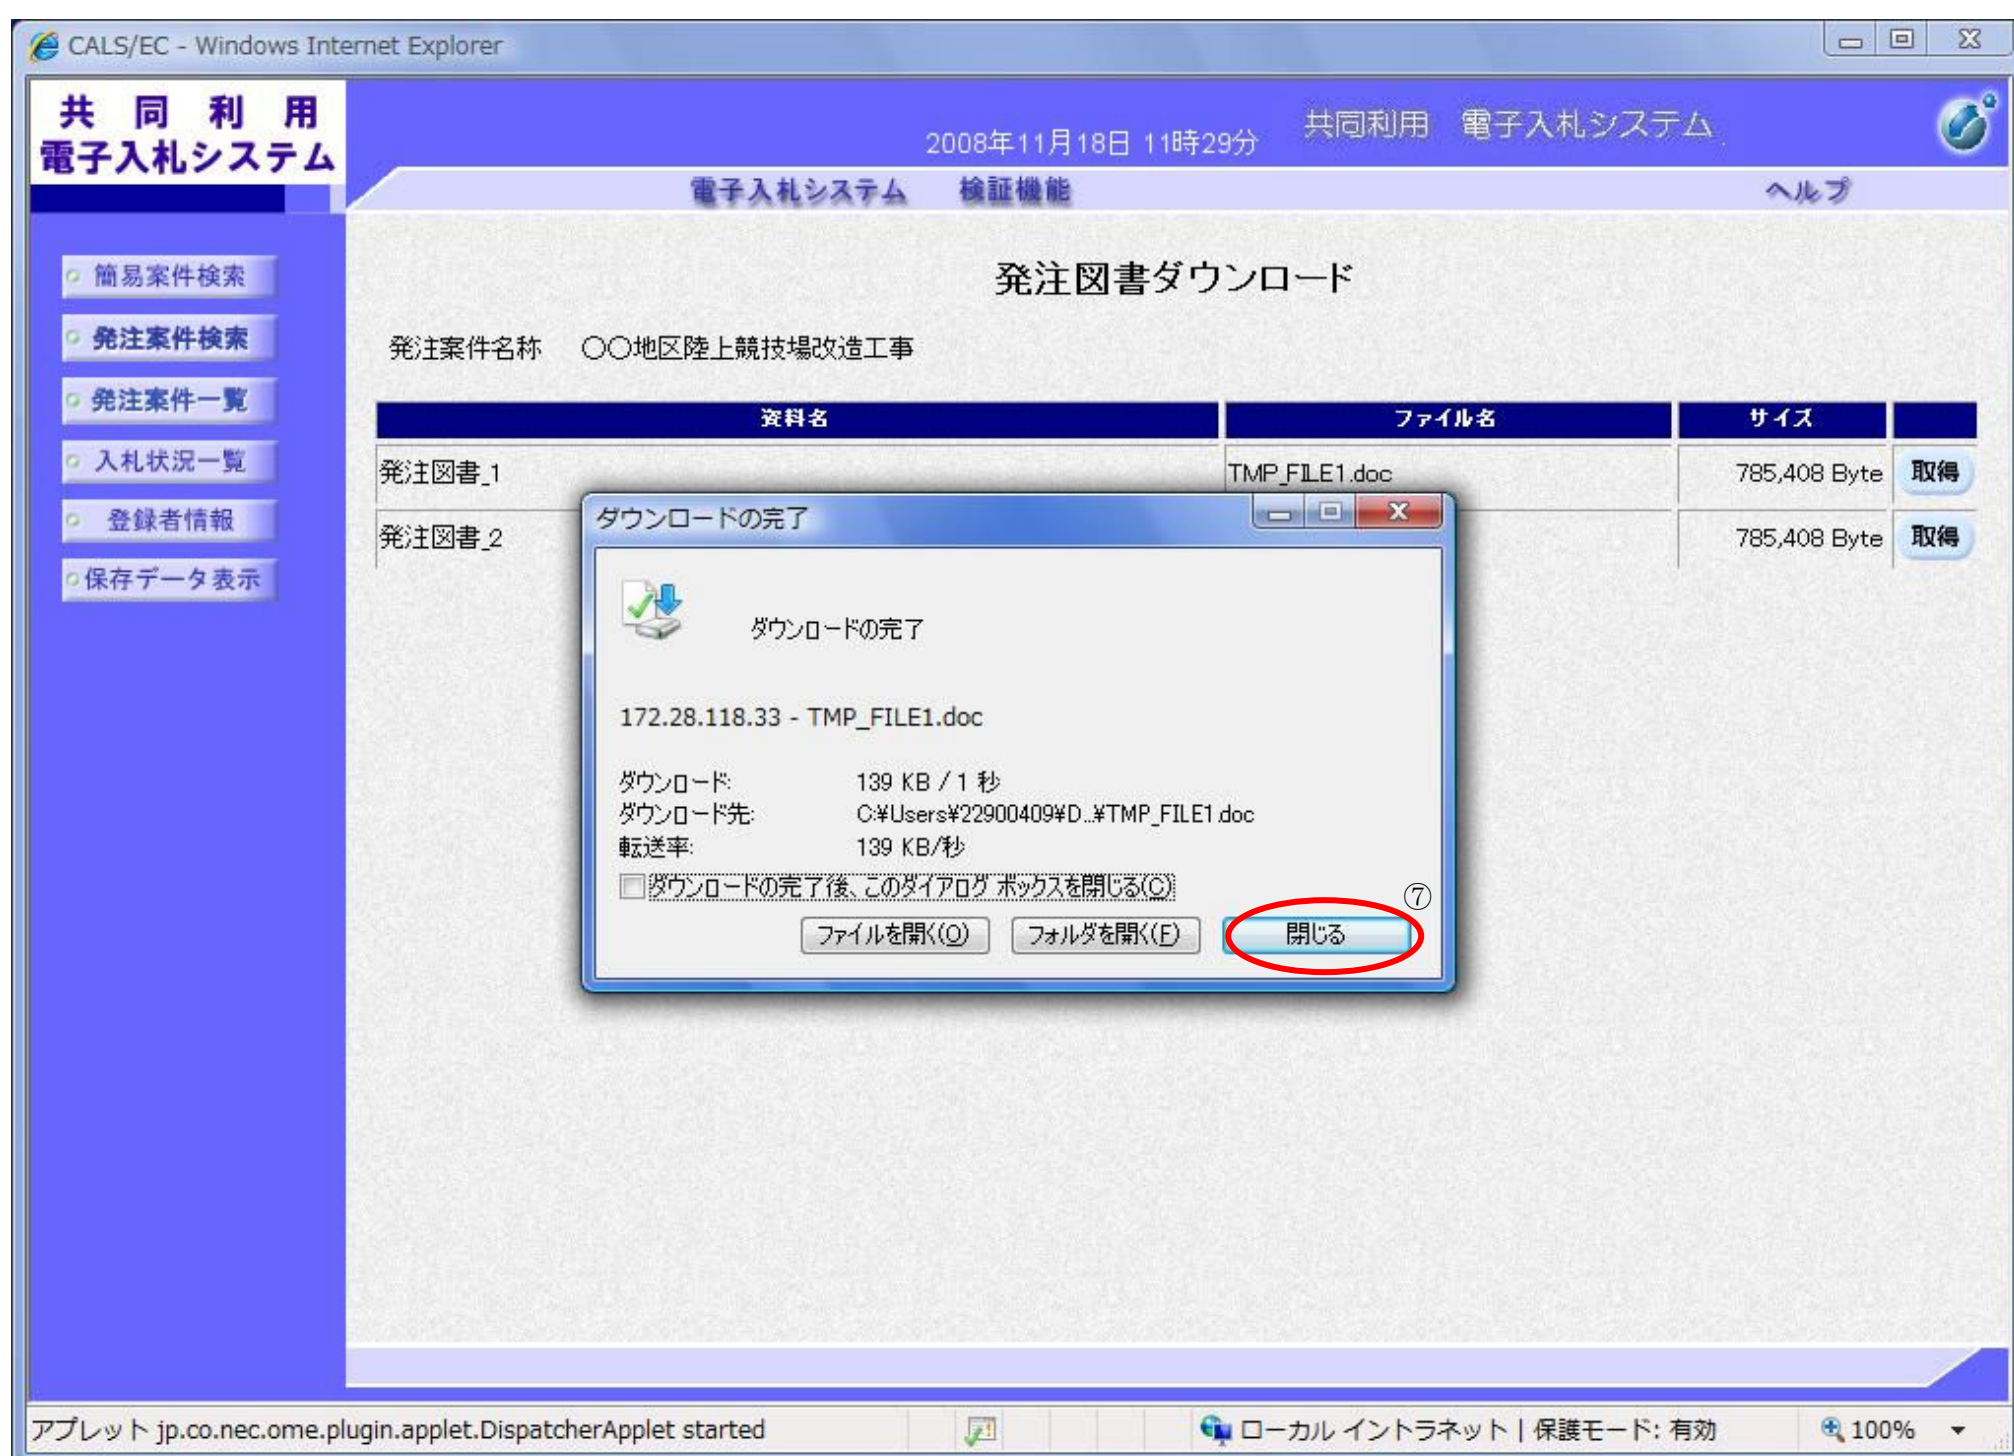 CALS/EC - Windows Internet Explorer
共同利用
電子入札システム
2008年11月18日 11時29分
共同利用 電子入札システム
電子入札システム 検証機能 ヘルプ
簡易案件検索
発注案件検索
発注案件一覧
入札状況一覧
登録者情報
保存データ表示
発注図書ダウンロード
発注案件名称 〇〇地区陸上競技場改造工事
資料名 ファイル名 サイズ
発注図書_1 TMP_FILE1.doc 785,408 Byte 取得
発注図書_2 785,408 Byte 取得
ダウンロードの完了
ダウンロードの完了
172.28.118.33 - TMP_FILE1.doc
ダウンロード: 139 KB / 1 秒
ダウンロード先: C:¥Users¥22900409¥D..¥TMP_FILE1.doc
転送率: 139 KB/秒
ダウンロードの完了後、このダイアログ ボックスを閉じる(C)
⑦
ファイルを開く(O) フォルダを開く(F) 閉じる
アプレット jp.co.nec.ome.plugin.applet.DispatcherApplet started
ローカル イントラネット | 保護モード: 有効
100%